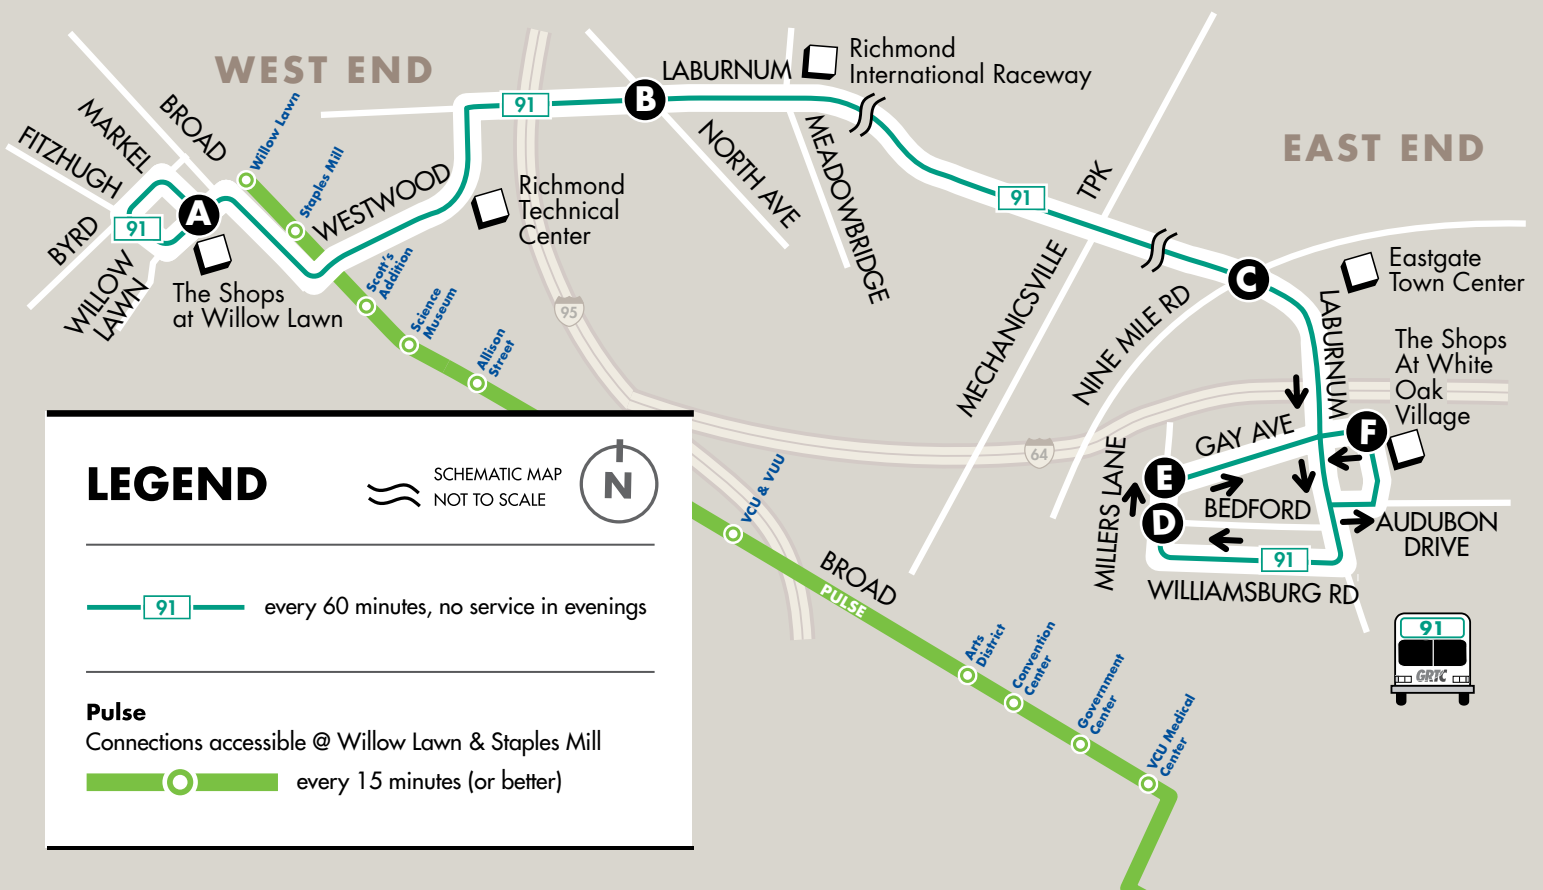 WEST END
EAST END
BROAD
MARKEL
FITZHUGH
BYRD
WILLOW
LAWN
91
A
The Shops
at Willow Lawn
Willow Lawn
Staples Mill
WESTWOOD
Scott's
Addition
Science
Museum
Allison
Street
Richmond
Technical
Center
91
B
LABURNUM
Richmond
International Raceway
NORTH AVE
MEADOWBRIDGE
95
91
MECHANICSVILLE
TPK
C
NINE MILE RD
Eastgate
Town Center
LABURNUM
The Shops
At White
Oak
Village
F
GAY AVE
64
E
D
MILLERS LANE
BEDFORD
AUDUBON
DRIVE
91
WILLIAMSBURG RD
91
GRTC
VCU & VUU
BROAD
PULSE
Arts
District
Convention
Center
Government
Center
VCU Medical
Center
LEGEND
SCHEMATIC MAP
NOT TO SCALE
N
91
every 60 minutes, no service in evenings
Pulse
Connections accessible @ Willow Lawn & Staples Mill
every 15 minutes (or better)